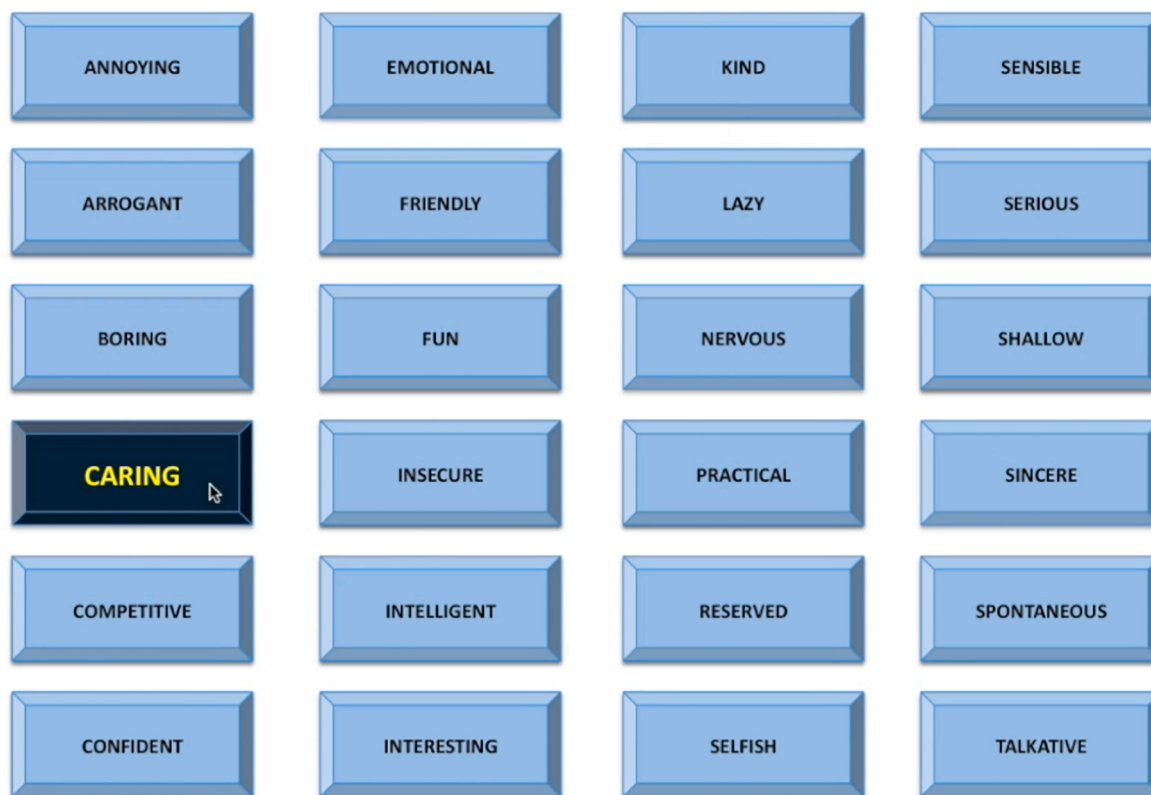 ANNOYING
EMOTIONAL
KIND
SENSIBLE
ARROGANT
FRIENDLY
LAZY
SERIOUS
BORING
FUN
NERVOUS
SHALLOW
CARING
INSECURE
PRACTICAL
SINCERE
COMPETITIVE
INTELLIGENT
RESERVED
SPONTANEOUS
CONFIDENT
INTERESTING
SELFISH
TALKATIVE